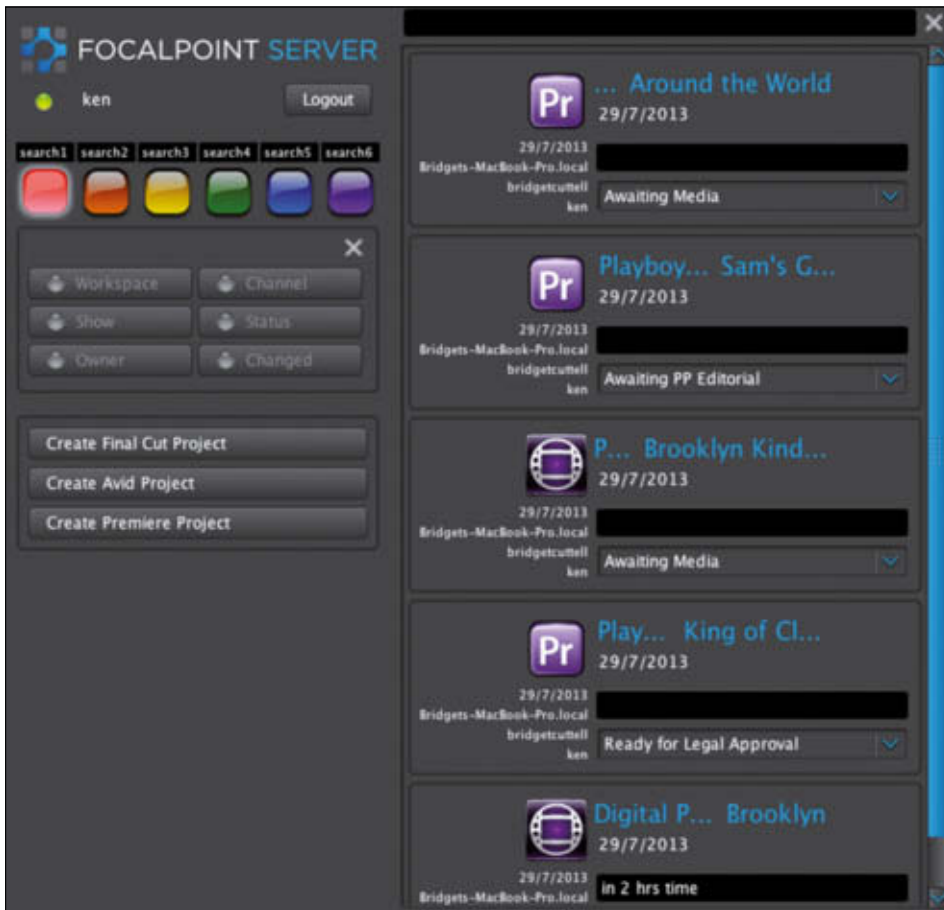 FOCALPOINT SERVER
ken
Logout
search1 search2 search3 search4 search5 search6
Workspace
Channel
Show
Status
Owner
Changed
Create Final Cut Project
Create Avid Project
Create Premiere Project
Pr
... Around the World
29/7/2013
29/7/2013
Bridgets-MacBook-Pro.local
bridgetcuttell
ken
Awaiting Media
Pr
Playboy... Sam's G...
29/7/2013
29/7/2013
Bridgets-MacBook-Pro.local
bridgetcuttell
ken
Awaiting PP Editorial
P... Brooklyn Kind...
29/7/2013
29/7/2013
Bridgets-MacBook-Pro.local
bridgetcuttell
ken
Awaiting Media
Pr
Play... King of Cl...
29/7/2013
29/7/2013
Bridgets-MacBook-Pro.local
bridgetcuttell
ken
Ready for Legal Approval
Digital P... Brooklyn
29/7/2013
29/7/2013
Bridgets-MacBook-Pro.local
in 2 hrs time